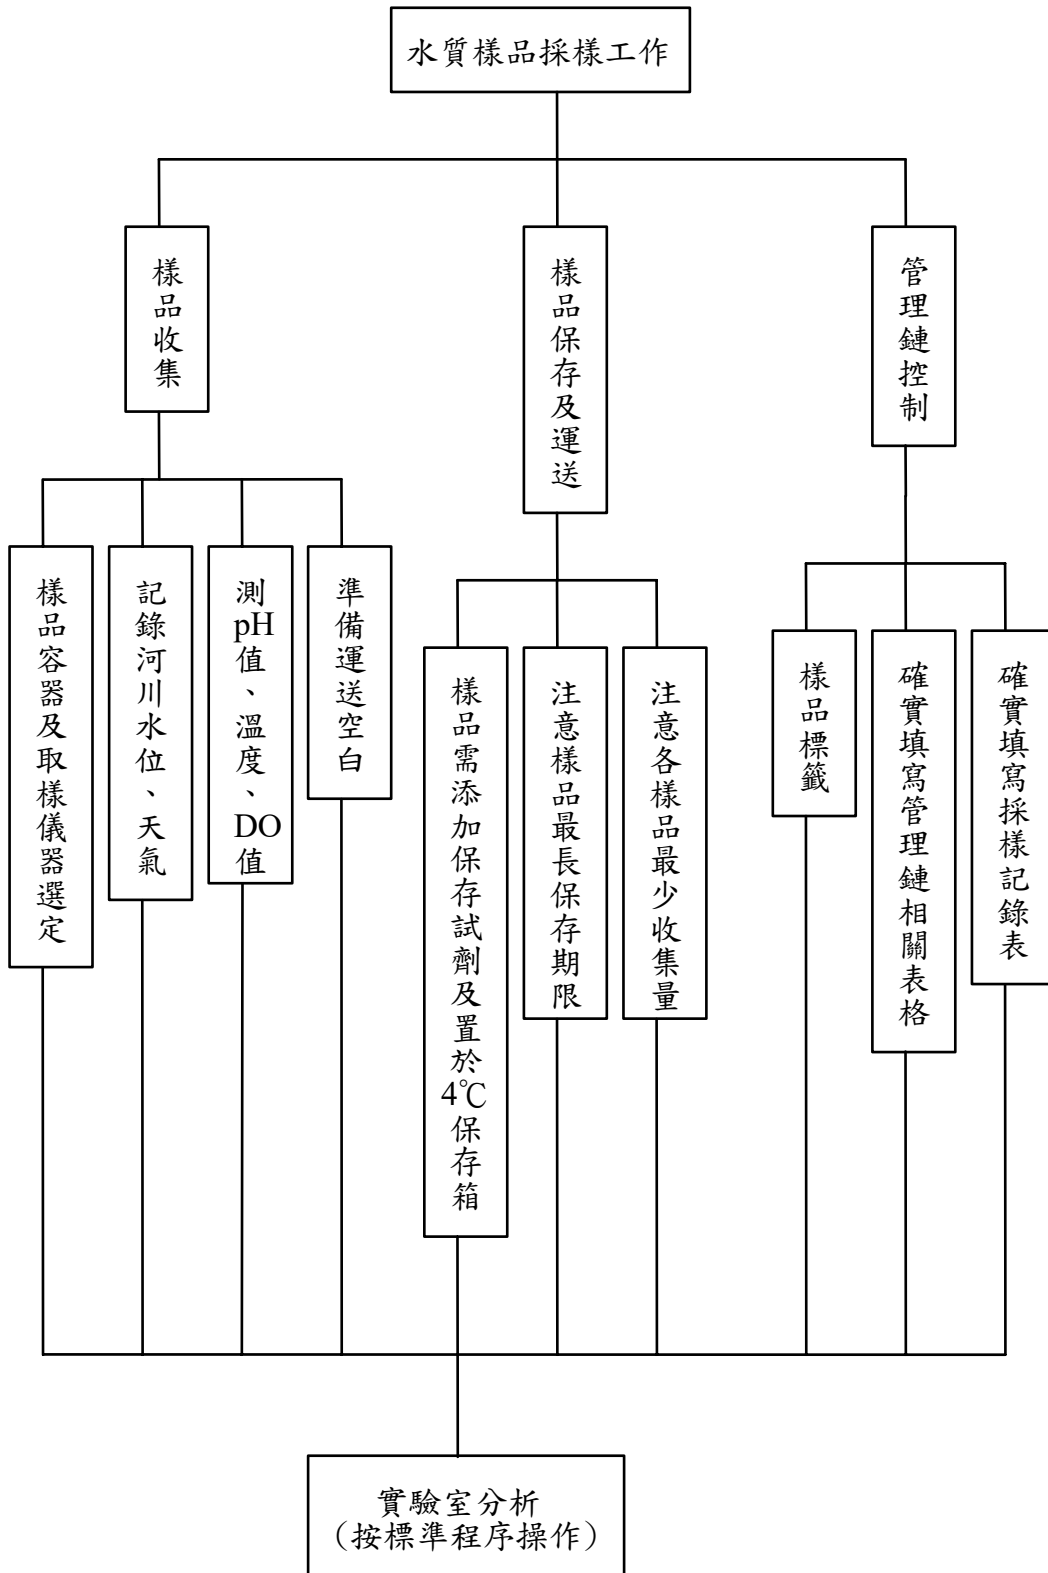 水質樣品採樣工作
樣品收集
樣品保存及運送
管理鏈控制
樣品容器及取樣儀器選定
記錄河川水位、天氣
測pH值、溫度、DO值
準備運送空白
樣品需添加保存試劑及置於4℃保存箱
注意樣品最長保存期限
注意各樣品最少收集量
樣品標籤
確實填寫管理鏈相關表格
確實填寫採樣記錄表
實驗室分析
（按標準程序操作）